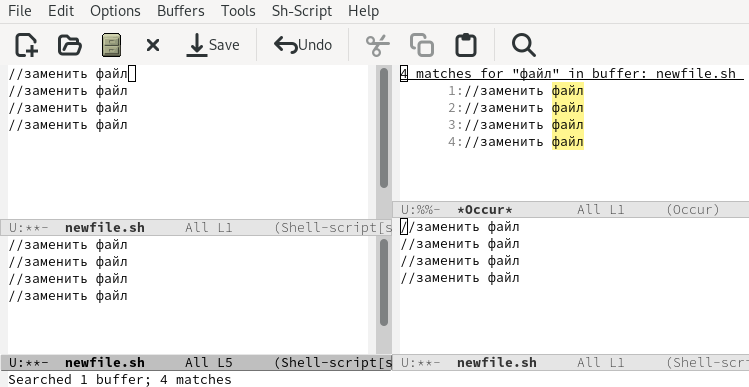 File Edit Options Buffers Tools Sh-Script Help
Save Undo
//заменить файл
//заменить файл
//заменить файл
//заменить файл
U:**- newfile.sh All L1 (Shell-script[s
//заменить файл
//заменить файл
//заменить файл
//заменить файл
U:**- newfile.sh All L5 (Shell-script[s
4 matches for "файл" in buffer: newfile.sh
1://заменить файл
2://заменить файл
3://заменить файл
4://заменить файл
U:%%- *Occur* All L1 (Occur)
//заменить файл
//заменить файл
//заменить файл
//заменить файл
U:**- newfile.sh All L1 (Shell-scri
Searched 1 buffer; 4 matches